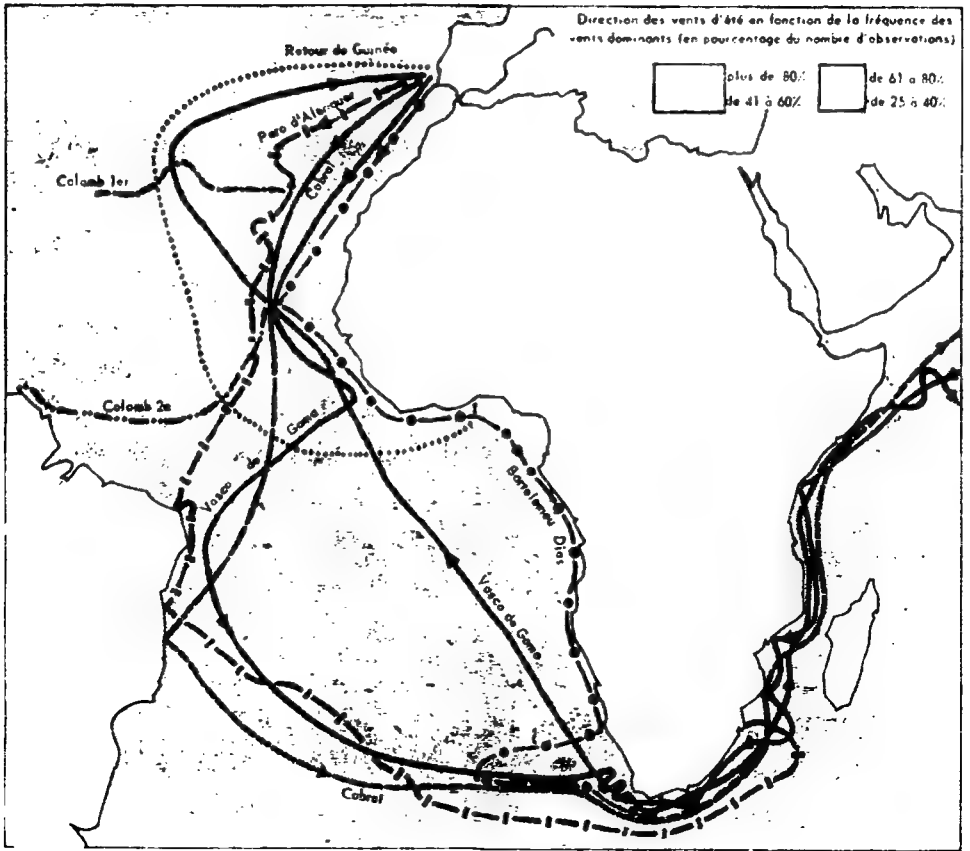 Direction des vents d'été en fonction de la fréquence des
vents dominants (en pourcentage du nombre d'observations)
plus de 80%
de 41 à 60%
de 61 a 80%
de 25 à 40%
Retour de Guinée
Pero d'Alenquer
Cabral
Colomb 1er
Colomb 2e
Vasco de Gama
Bartolomeu Dias
Vasco de Gama
Cabral